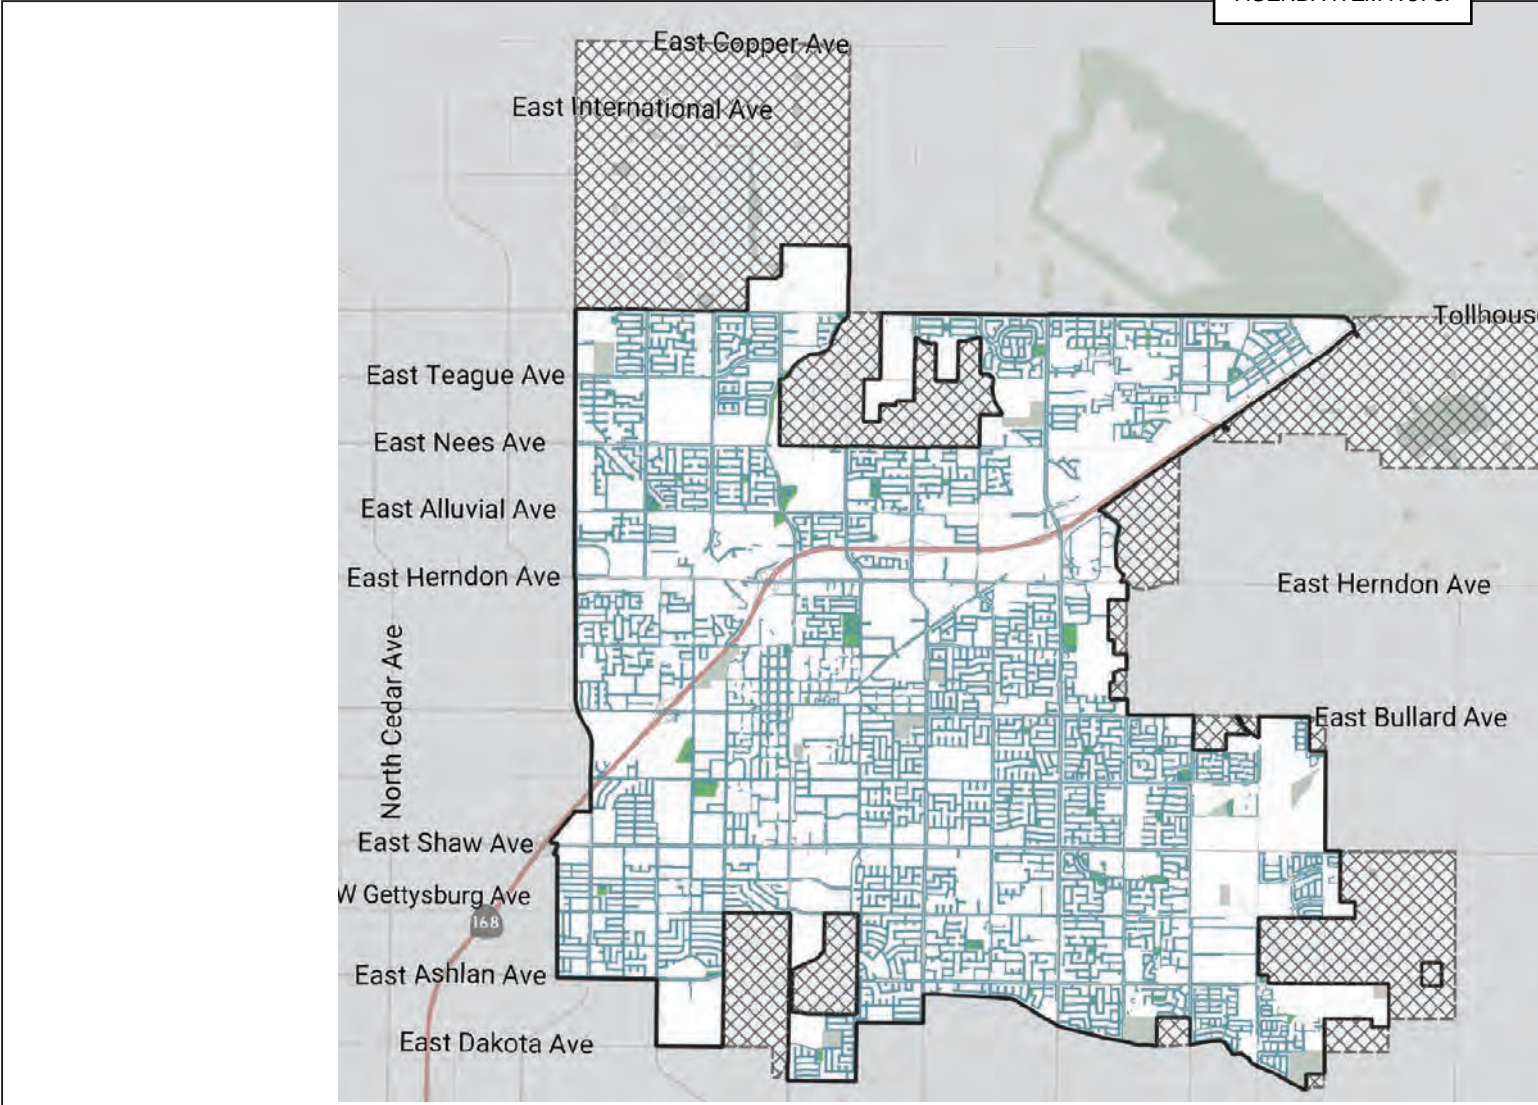 East Copper Ave
East International Ave
Tollhous
East Teague Ave
East Nees Ave
East Alluvial Ave
East Herndon Ave
East Herndon Ave
North Cedar Ave
East Bullard Ave
East Shaw Ave
W Gettysburg Ave
168
East Ashlan Ave
East Dakota Ave